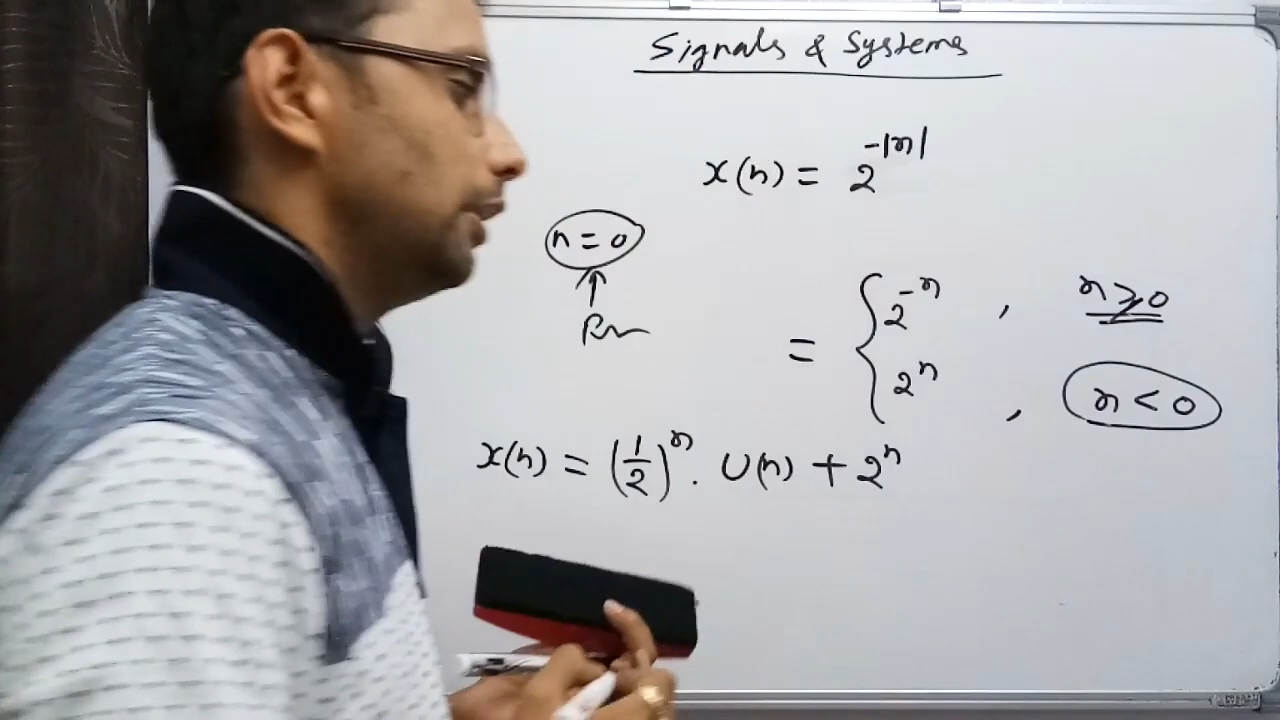 Signals & Systems
x(n) = 2^{-|n|}
n = 0
= { 2^{-n} , n ≥ 0
2^{n} , n < 0
x(n) = (1/2)^{n} . U(n) + 2^{n}